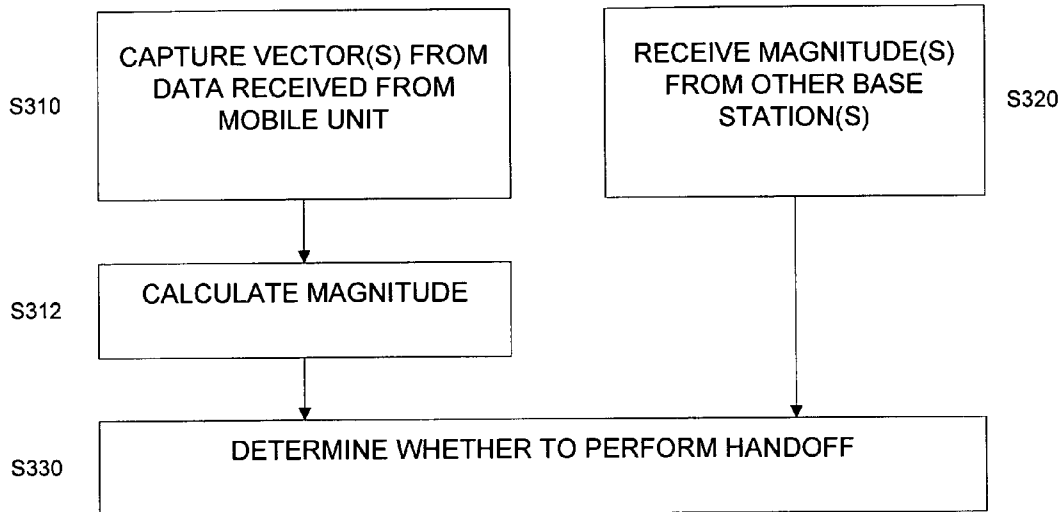 S310
CAPTURE VECTOR(S) FROM
DATA RECEIVED FROM
MOBILE UNIT
RECEIVE MAGNITUDE(S)
FROM OTHER BASE
STATION(S)
S320
S312
CALCULATE MAGNITUDE
S330
DETERMINE WHETHER TO PERFORM HANDOFF